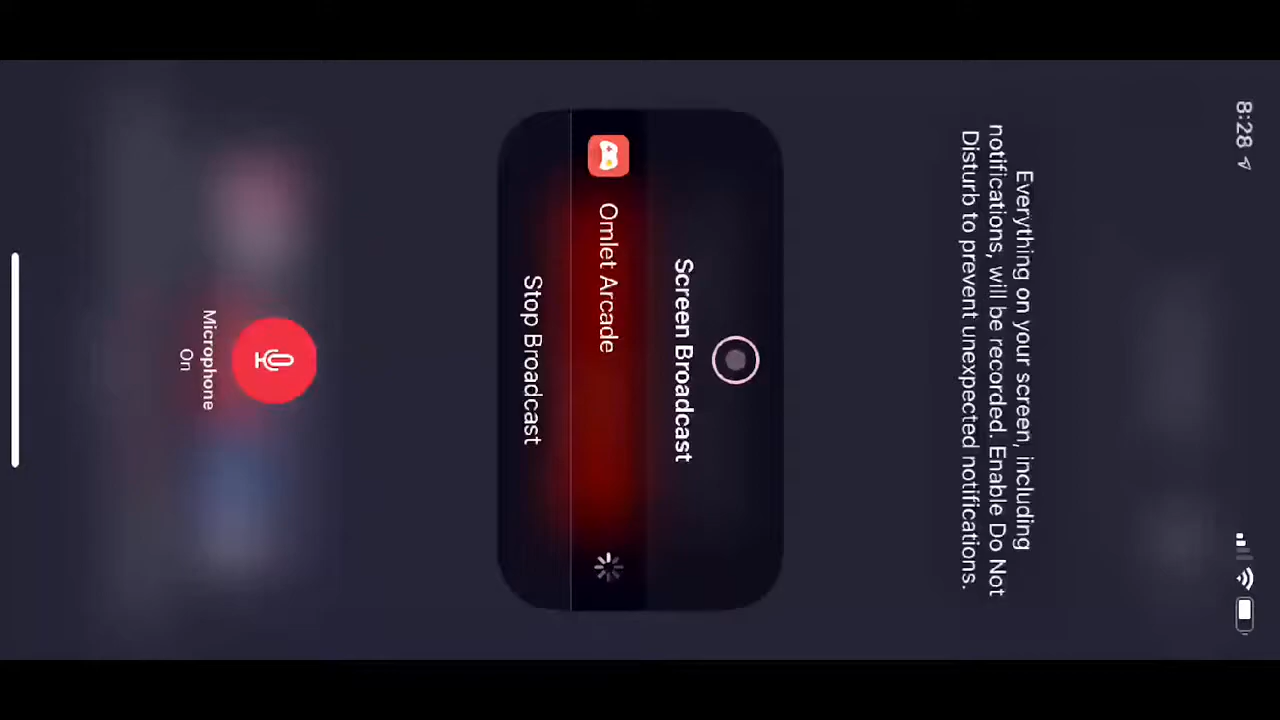 8:28
Everything on your screen, including
notifications, will be recorded. Enable Do Not
Disturb to prevent unexpected notifications.
Screen Broadcast
Omlet Arcade
Stop Broadcast
Microphone
On